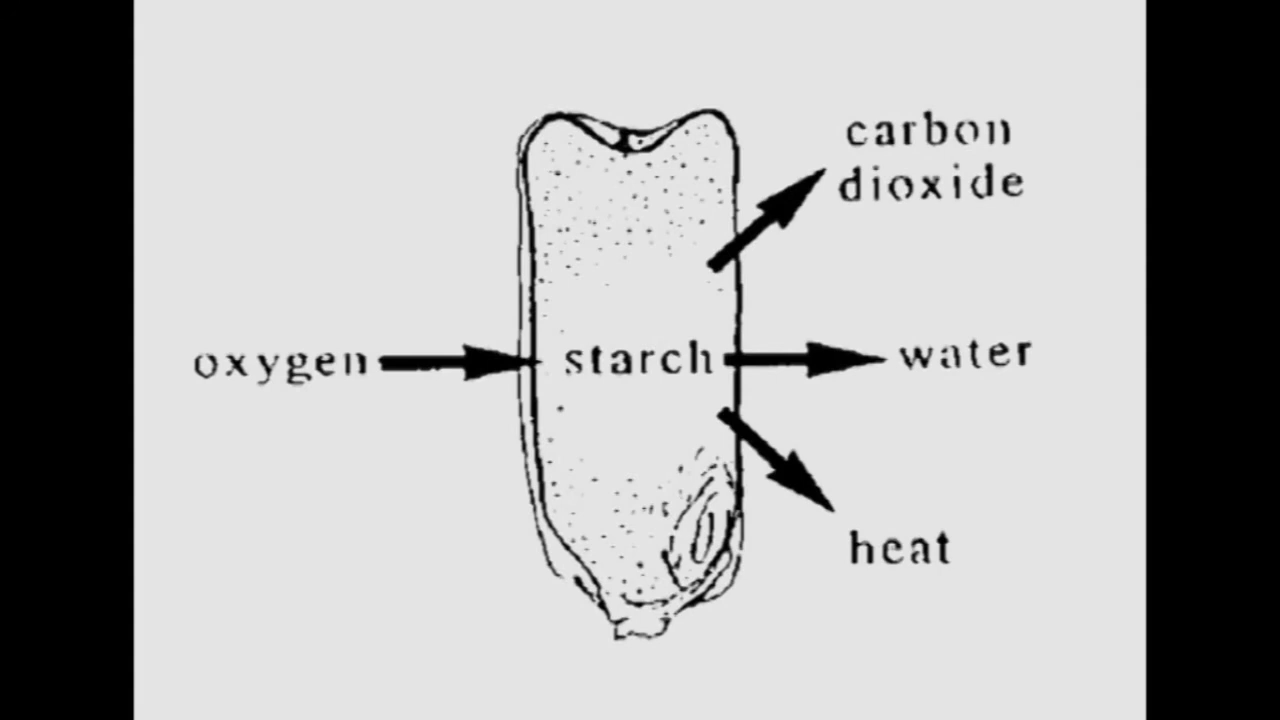 carbon
dioxide
oxygen
starch
water
heat